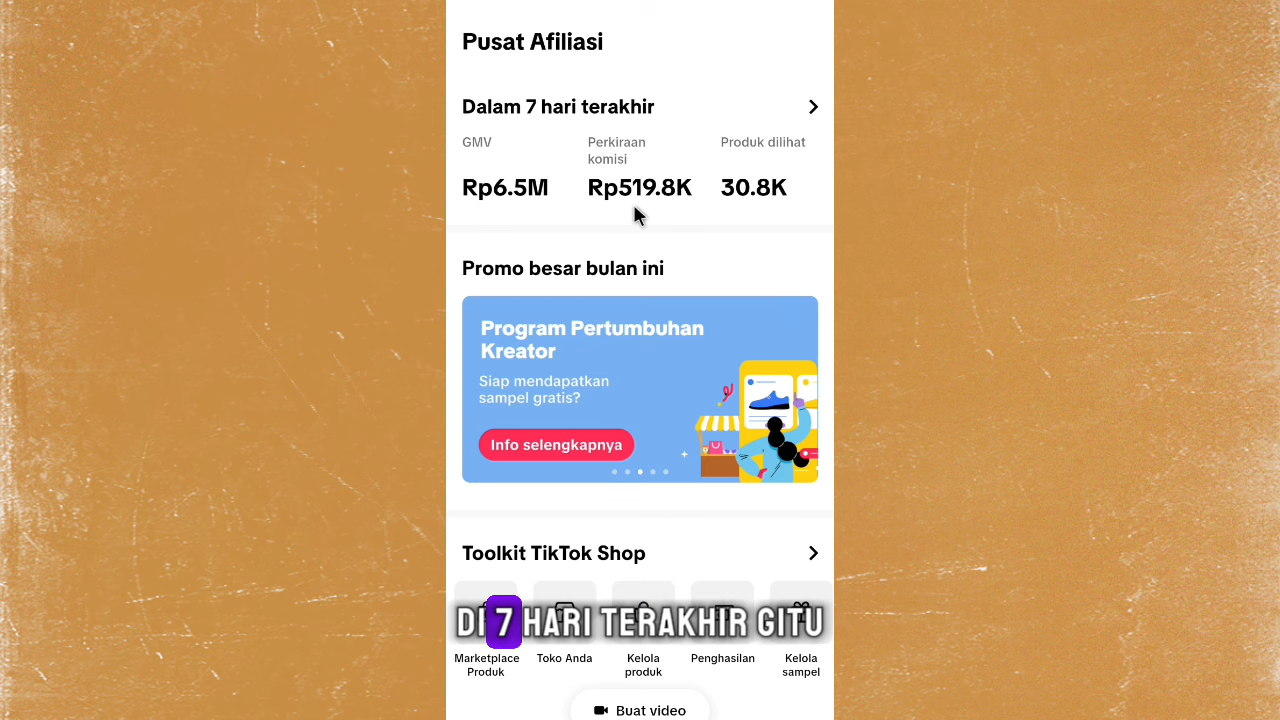 Pusat Afiliasi
Dalam 7 hari terakhir
GMV
Perkiraan
komisi
Produk dilihat
Rp6.5M
Rp519.8K
30.8K
Promo besar bulan ini
Program Pertumbuhan
Kreator
Siap mendapatkan
sampel gratis?
Info selengkapnya
Toolkit TikTok Shop
DI 7 HARI TERAKHIR GITU
Marketplace
Produk
Toko Anda
Kelola
produk
Penghasilan
Kelola
sampel
Buat video